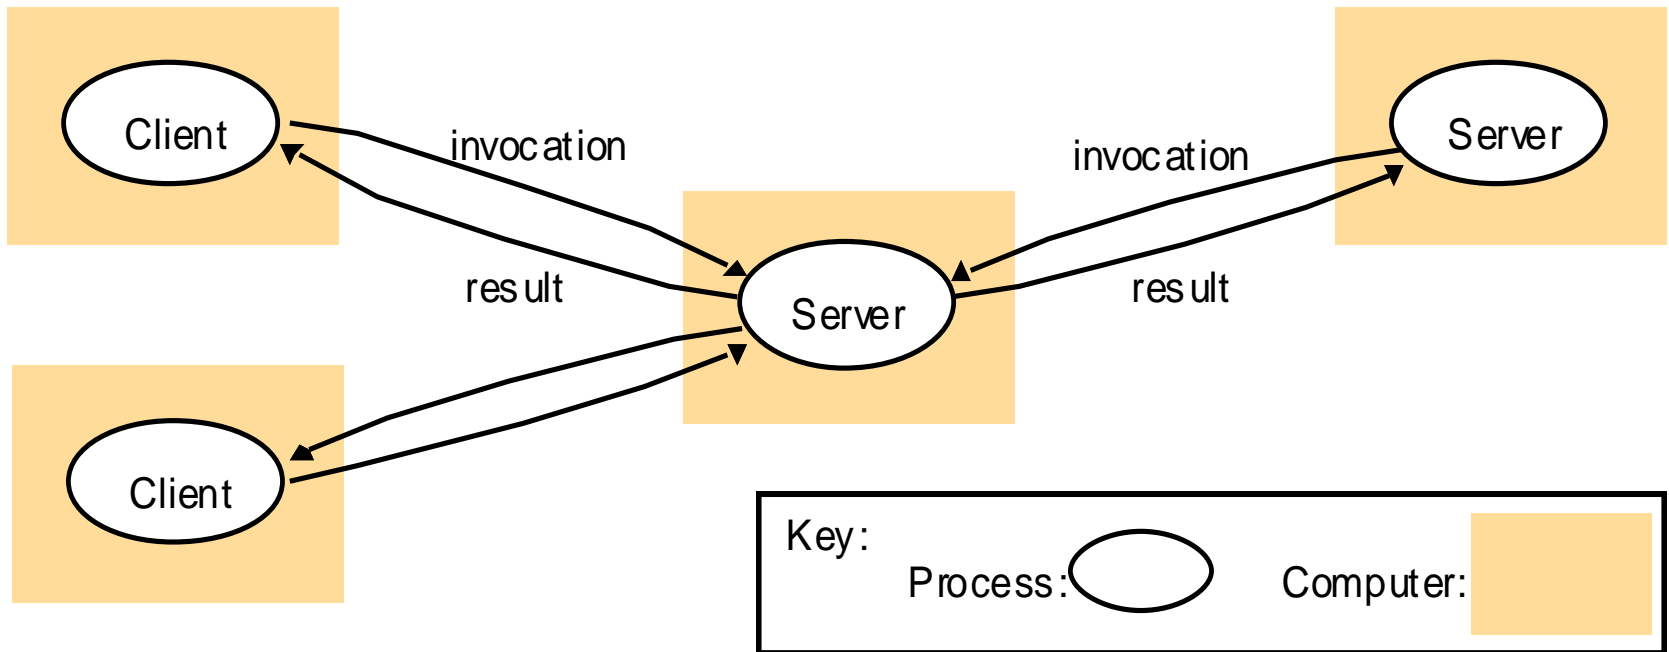 Client
invocation
invocation
Server
result
Server
result
Client
Key:
Process:
Computer: